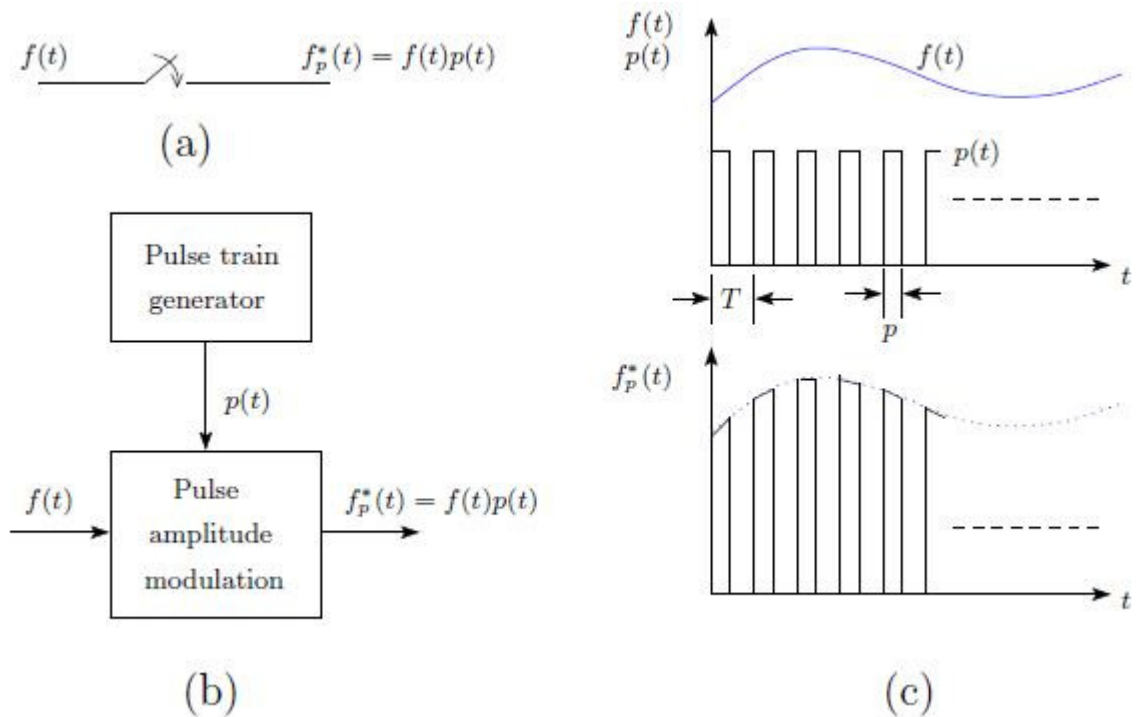 f(t)
f*p(t) = f(t)p(t)
(a)
Pulse train
generator
p(t)
f(t)
Pulse
amplitude
modulation
f*p(t) = f(t)p(t)
(b)
f(t)
p(t)
f(t)
p(t)
t
T
p
f*p(t)
t
(c)